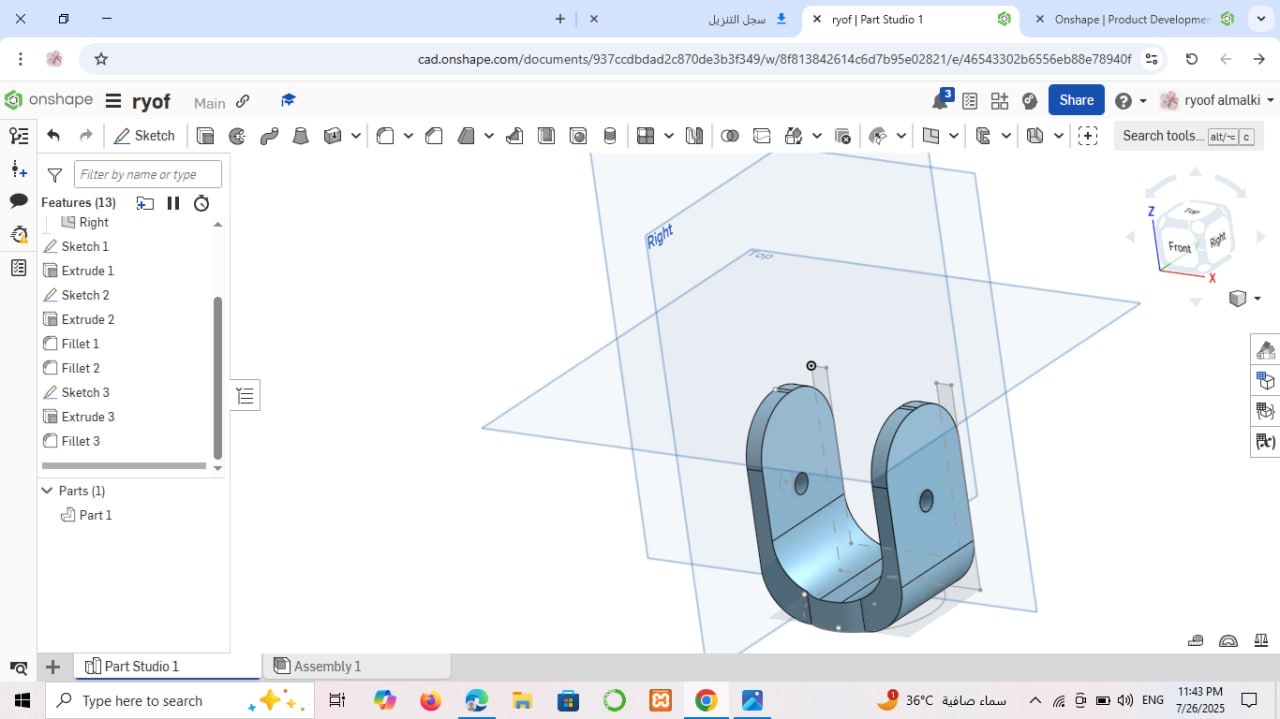 سجل التنزيل
ryof | Part Studio 1
Onshape | Product Developmer
cad.onshape.com/documents/937ccdbdad2c870de3b3f349/w/8f813842614c6d7b95e02821/e/46543302b6556eb88e78940f
onshape
ryof
Main
3
Share
ryoof almalki
Sketch
Search tools...
alt/⌥
c
Filter by name or type
Features (13)
Right
Sketch 1
Extrude 1
Sketch 2
Extrude 2
Fillet 1
Fillet 2
Sketch 3
Extrude 3
Fillet 3
Parts (1)
Part 1
Right
Top
Z
Top
Front
Right
Y
X
Part Studio 1
Assembly 1
Type here to search
1
36°C
سماء صافية
ENG
11:43 PM
7/26/2025